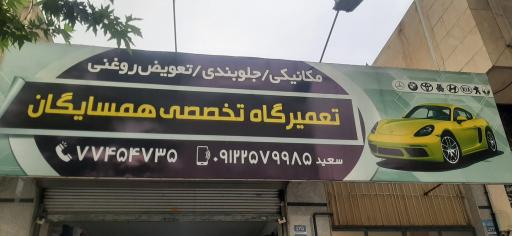 مکانیکی/جلوبندی/تعویض روغنی
تعمیرگاه تخصصی همسایگان
سعید ۰۹۱۲۲۵۷۹۹۸۵ ۷۷۴۵۴۷۳۵